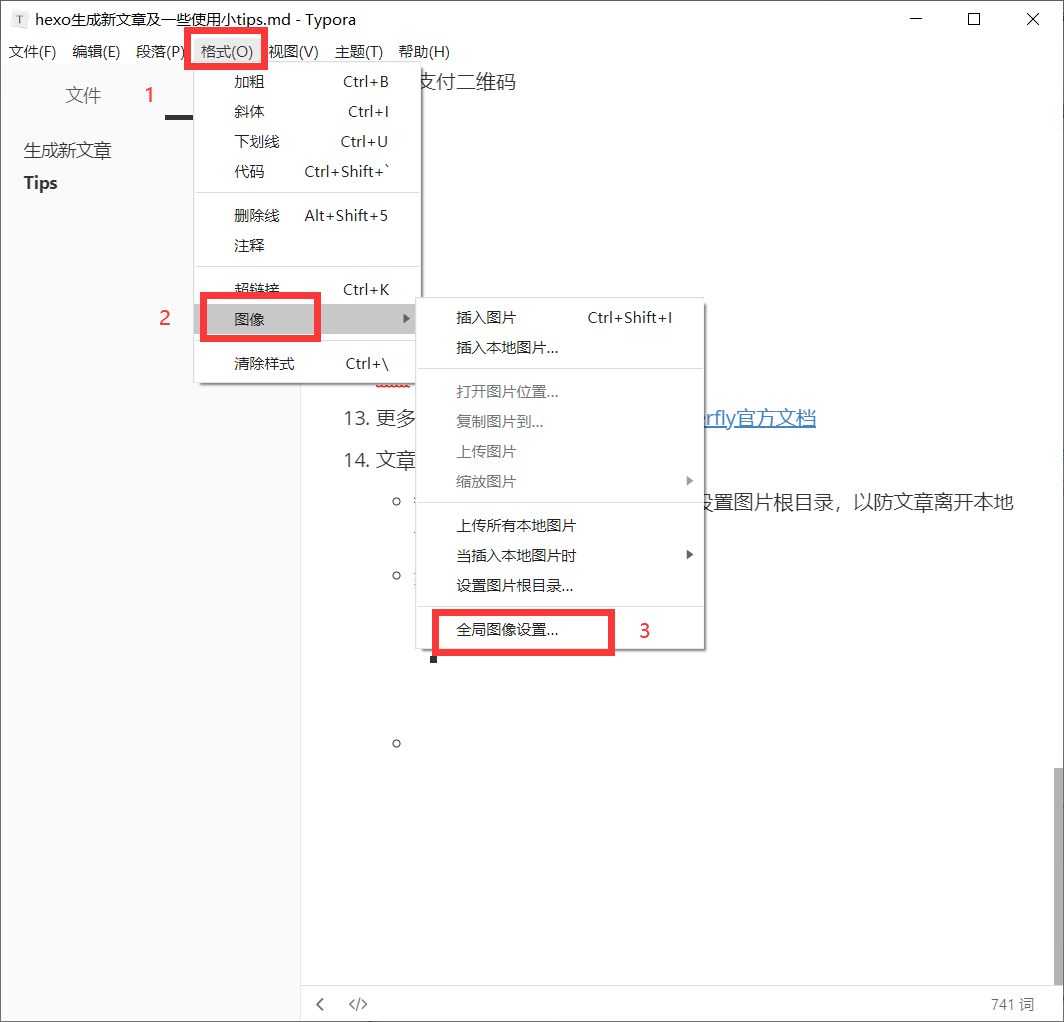 hexo生成新文章及一些使用小tips.md - Typora
文件(F) 编辑(E) 段落(P) 格式(O) 视图(V) 主题(T) 帮助(H)
文件
1
生成新文章
Tips
加粗 Ctrl+B
斜体 Ctrl+I
下划线 Ctrl+U
代码 Ctrl+Shift+`
删除线 Alt+Shift+5
注释
超链接 Ctrl+K
2
图像
清除样式 Ctrl+\
支付二维码
插入图片 Ctrl+Shift+I
插入本地图片...
打开图片位置...
复制图片到...
上传图片
缩放图片
上传所有本地图片
当插入本地图片时
设置图片根目录...
全局图像设置...
3
13. 更多
erfly官方文档
14. 文章
设置图片根目录，以防文章离开本地
741 词